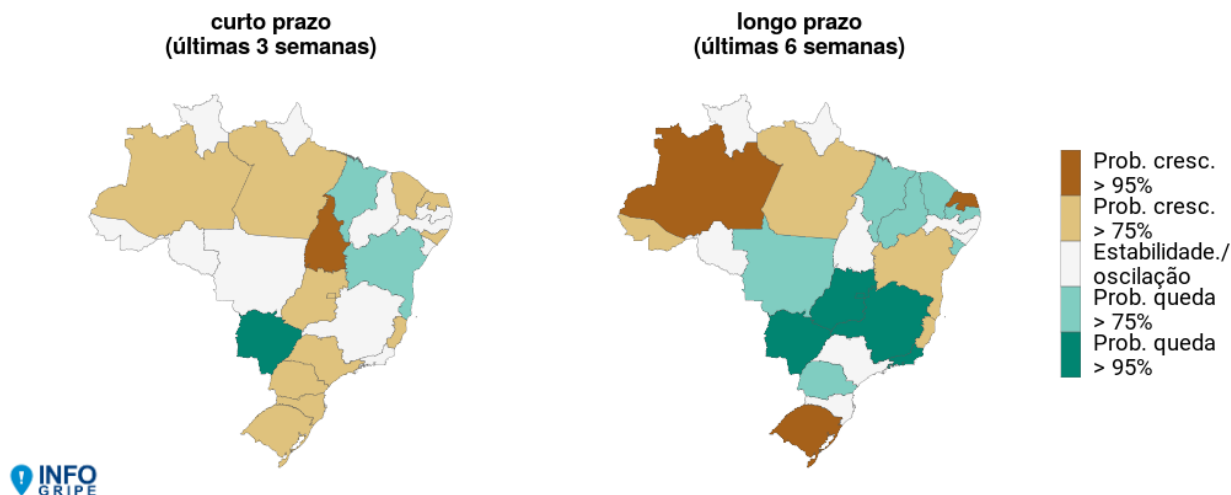 curto prazo
(últimas 3 semanas)
longo prazo
(últimas 6 semanas)
Prob. cresc.
> 95%
Prob. cresc.
> 75%
Estabilidade./
oscilação
Prob. queda
> 75%
Prob. queda
> 95%
INFO
GRIPE